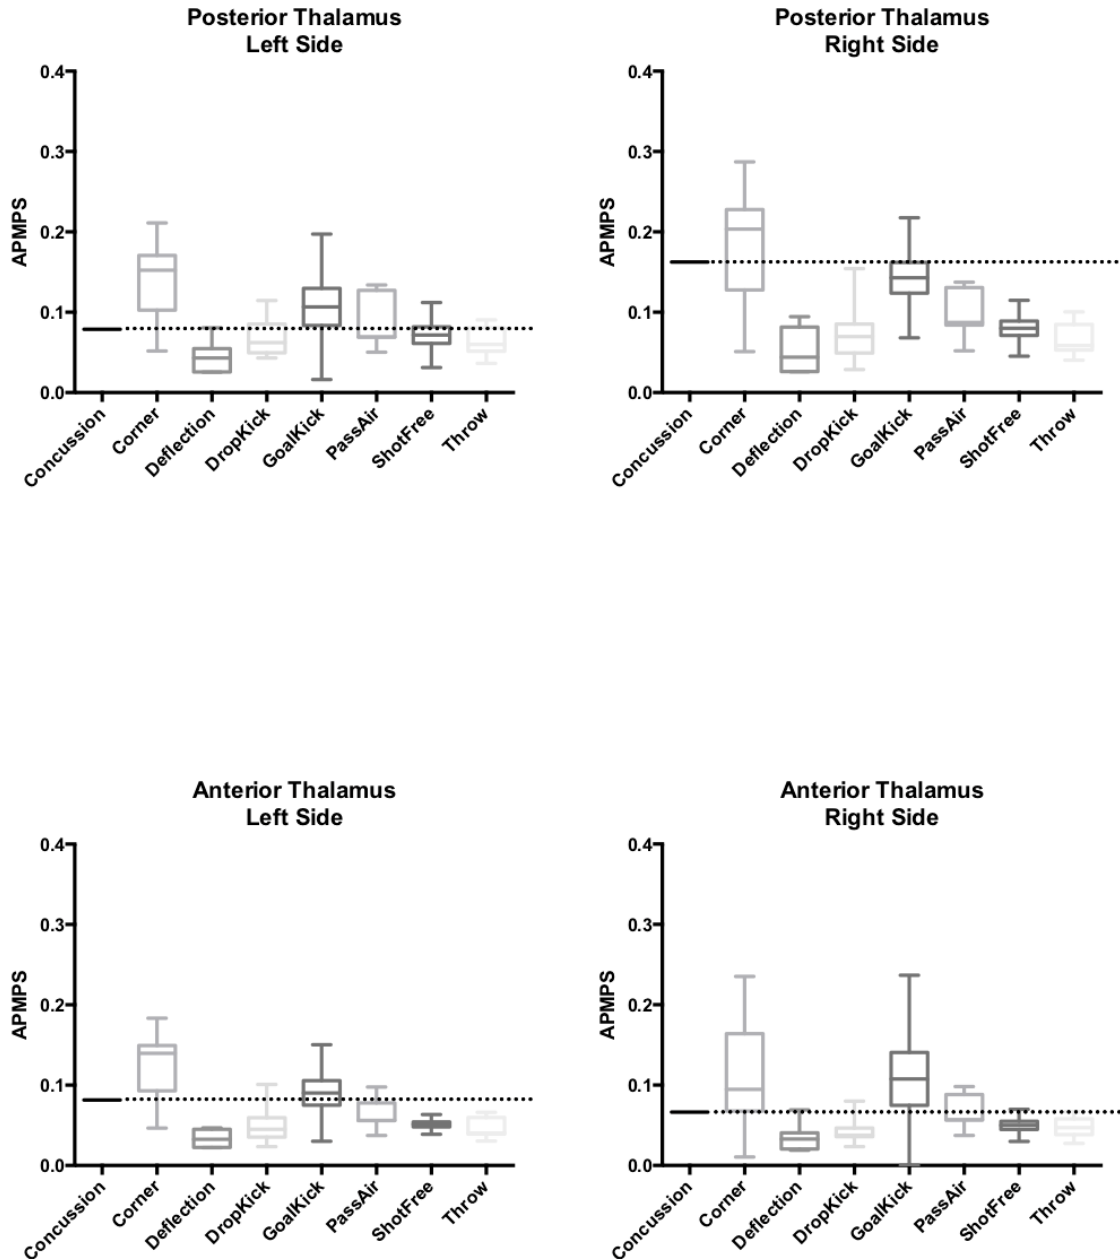 Posterior Thalamus
Left Side
APMPS
0.4
0.3
0.2
0.1
0.0
Concussion
Corner
Deflection
DropKick
GoalKick
PassAir
ShotFree
Throw
Posterior Thalamus
Right Side
APMPS
0.4
0.3
0.2
0.1
0.0
Concussion
Corner
Deflection
DropKick
GoalKick
PassAir
ShotFree
Throw
Anterior Thalamus
Left Side
APMPS
0.4
0.3
0.2
0.1
0.0
Concussion
Corner
Deflection
DropKick
GoalKick
PassAir
ShotFree
Throw
Anterior Thalamus
Right Side
APMPS
0.4
0.3
0.2
0.1
0.0
Concussion
Corner
Deflection
DropKick
GoalKick
PassAir
ShotFree
Throw